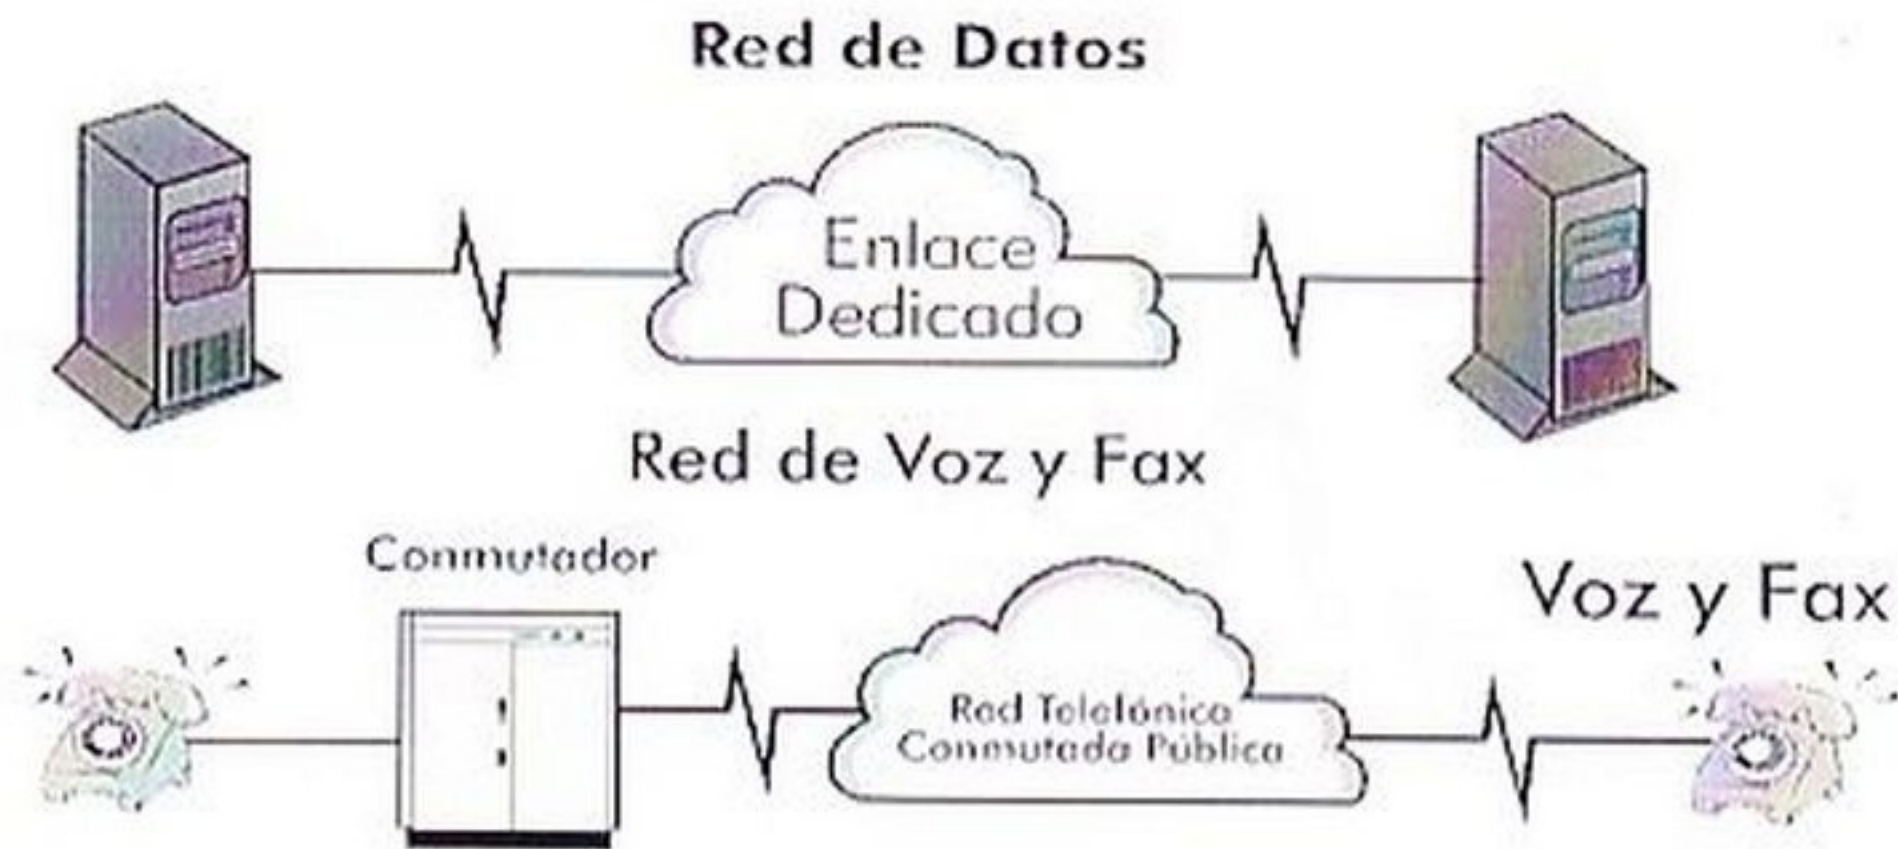 Red de Datos
Enlace
Dedicado
Red de Voz y Fax
Conmutador
Voz y Fax
Red Telefónica
Conmutada Pública